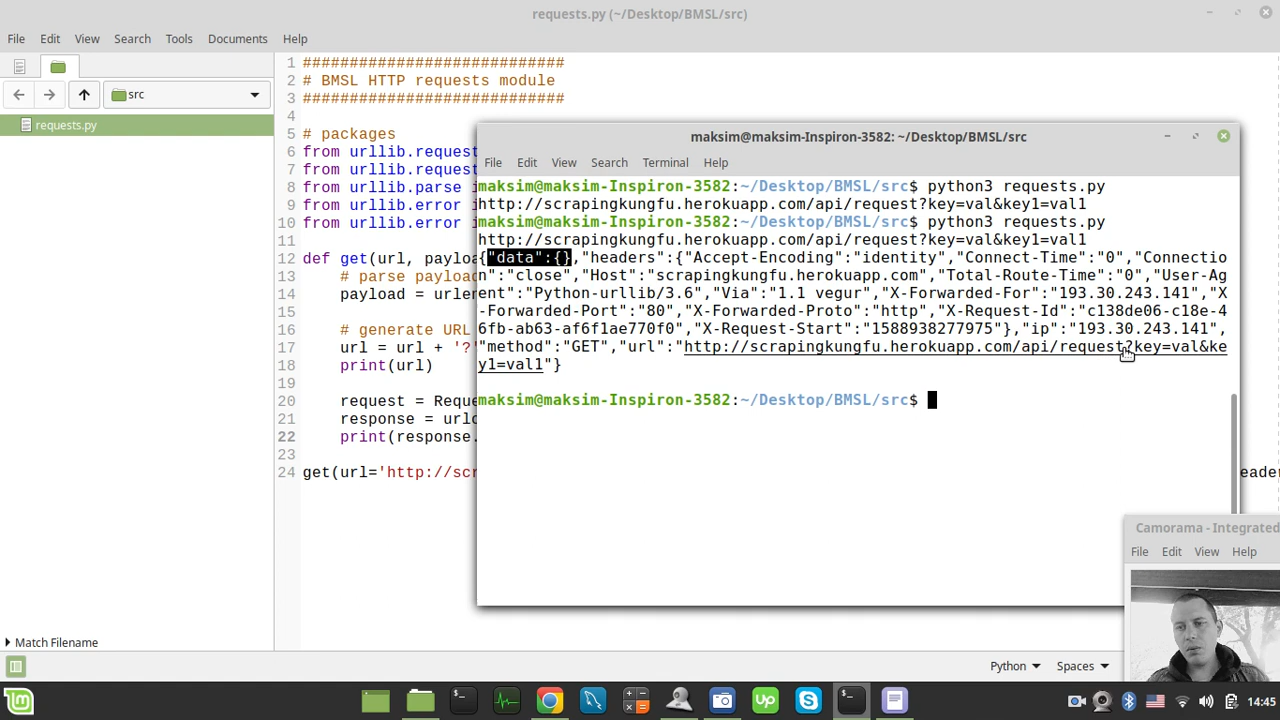 requests.py (~/Desktop/BMSL/src)
File Edit View Search Tools Documents Help
src
requests.py
Match Filename
1 ############################
2 # BMSL HTTP requests module
3 ############################
4
5 # packages
6 from urllib.request
7 from urllib.request
8 from urllib.parse i
9 from urllib.error i
10 from urllib.error i
11
12 def get(url, payloa
13 # parse payloa
14 payload = urlen
15
16 # generate URL
17 url = url + '?'
18 print(url)
19
20 request = Reque
21 response = urlo
22 print(response.
23
24 get(url='http://scr
eader
maksim@maksim-Inspiron-3582: ~/Desktop/BMSL/src
File Edit View Search Terminal Help
maksim@maksim-Inspiron-3582:~/Desktop/BMSL/src$ python3 requests.py
http://scrapingkungfu.herokuapp.com/api/request?key=val&key1=val1
maksim@maksim-Inspiron-3582:~/Desktop/BMSL/src$ python3 requests.py
http://scrapingkungfu.herokuapp.com/api/request?key=val&key1=val1
{"data":{},"headers":{"Accept-Encoding":"identity","Connect-Time":"0","Connectio
n":"close","Host":"scrapingkungfu.herokuapp.com","Total-Route-Time":"0","User-Ag
ent":"Python-urllib/3.6","Via":"1.1 vegur","X-Forwarded-For":"193.30.243.141","X
-Forwarded-Port":"80","X-Forwarded-Proto":"http","X-Request-Id":"c138de06-c18e-4
6fb-ab63-af6f1ae770f0","X-Request-Start":"1588938277975"},"ip":"193.30.243.141",
"method":"GET","url":"http://scrapingkungfu.herokuapp.com/api/request?key=val&ke
y1=val1"}
maksim@maksim-Inspiron-3582:~/Desktop/BMSL/src$
Camorama - Integrated
File Edit View Help
Python Spaces
Up
14:45